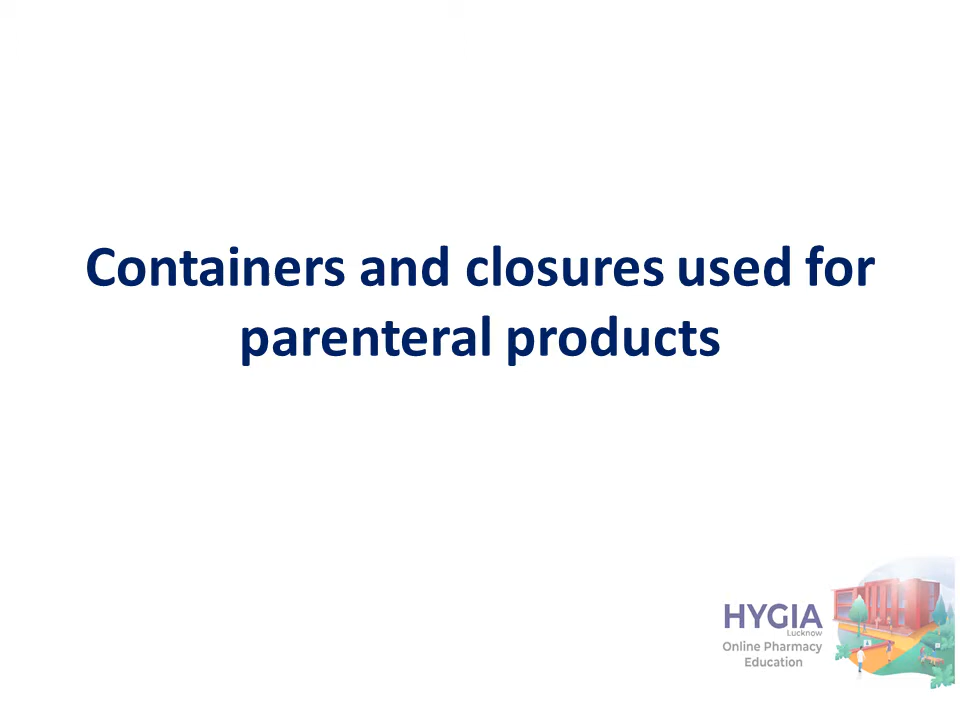 Containers and closures used for
parenteral products
HYGIA
Lucknow
Online Pharmacy
Education